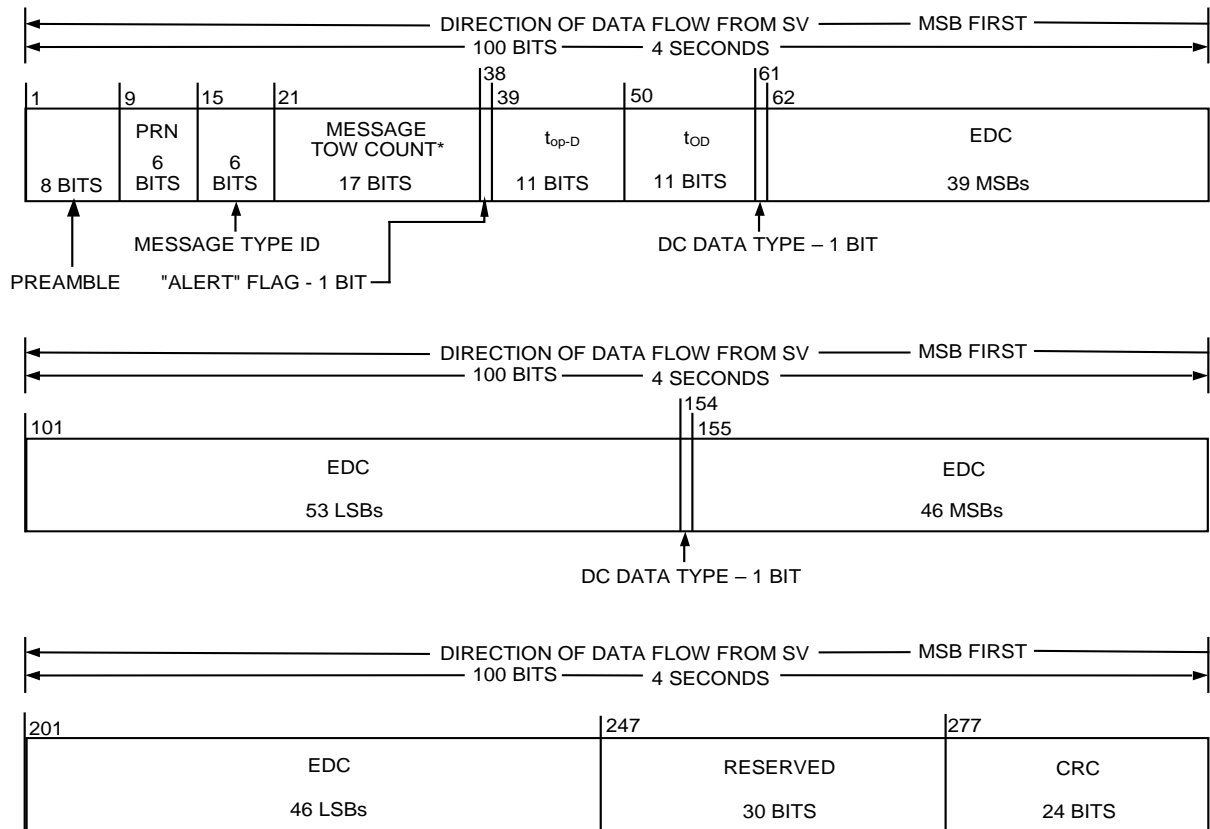 DIRECTION OF DATA FLOW FROM SV MSB FIRST
100 BITS 4 SECONDS
1 9 15 21 38 39 50 61 62
PRN
6
BITS
MESSAGE
TOW COUNT*
t_op-D
t_OD
EDC
8 BITS
6
BITS
17 BITS
11 BITS
11 BITS
39 MSBs
MESSAGE TYPE ID
DC DATA TYPE – 1 BIT
PREAMBLE
"ALERT" FLAG - 1 BIT
DIRECTION OF DATA FLOW FROM SV MSB FIRST
100 BITS 4 SECONDS
101 154 155
EDC EDC
53 LSBs 46 MSBs
DC DATA TYPE – 1 BIT
DIRECTION OF DATA FLOW FROM SV MSB FIRST
100 BITS 4 SECONDS
201 247 277
EDC RESERVED CRC
46 LSBs 30 BITS 24 BITS